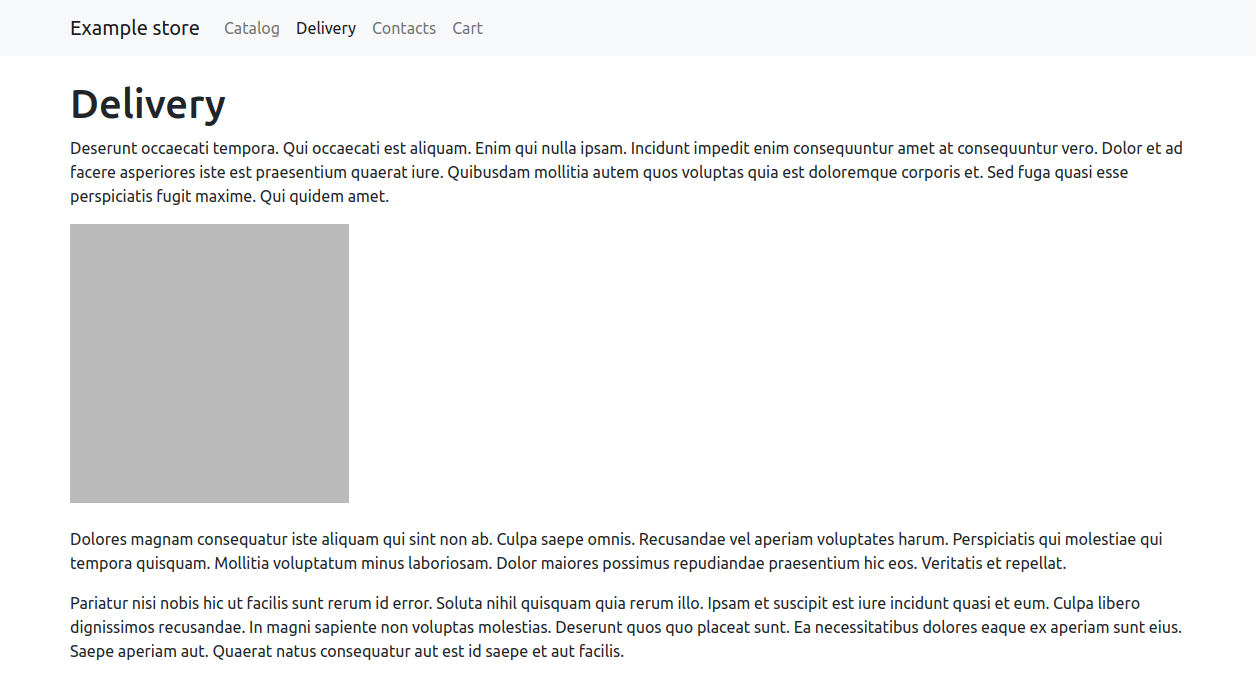 Example store Catalog Delivery Contacts Cart
Delivery
Deserunt occaecati tempora. Qui occaecati est aliquam. Enim qui nulla ipsam. Incidunt impedit enim consequuntur amet at consequuntur vero. Dolor et ad
facere asperiores iste est praesentium quaerat iure. Quibusdam mollitia autem quos voluptas quia est doloremque corporis et. Sed fuga quasi esse
perspiciatis fugit maxime. Qui quidem amet.
Dolores magnam consequatur iste aliquam qui sint non ab. Culpa saepe omnis. Recusandae vel aperiam voluptates harum. Perspiciatis qui molestiae qui
tempora quisquam. Mollitia voluptatum minus laboriosam. Dolor maiores possimus repudiandae praesentium hic eos. Veritatis et repellat.
Pariatur nisi nobis hic ut facilis sunt rerum id error. Soluta nihil quisquam quia rerum illo. Ipsam et suscipit est iure incidunt quasi et eum. Culpa libero
dignissimos recusandae. In magni sapiente non voluptas molestias. Deserunt quos quo placeat sunt. Ea necessitatibus dolores eaque ex aperiam sunt eius.
Saepe aperiam aut. Quaerat natus consequatur aut est id saepe et aut facilis.